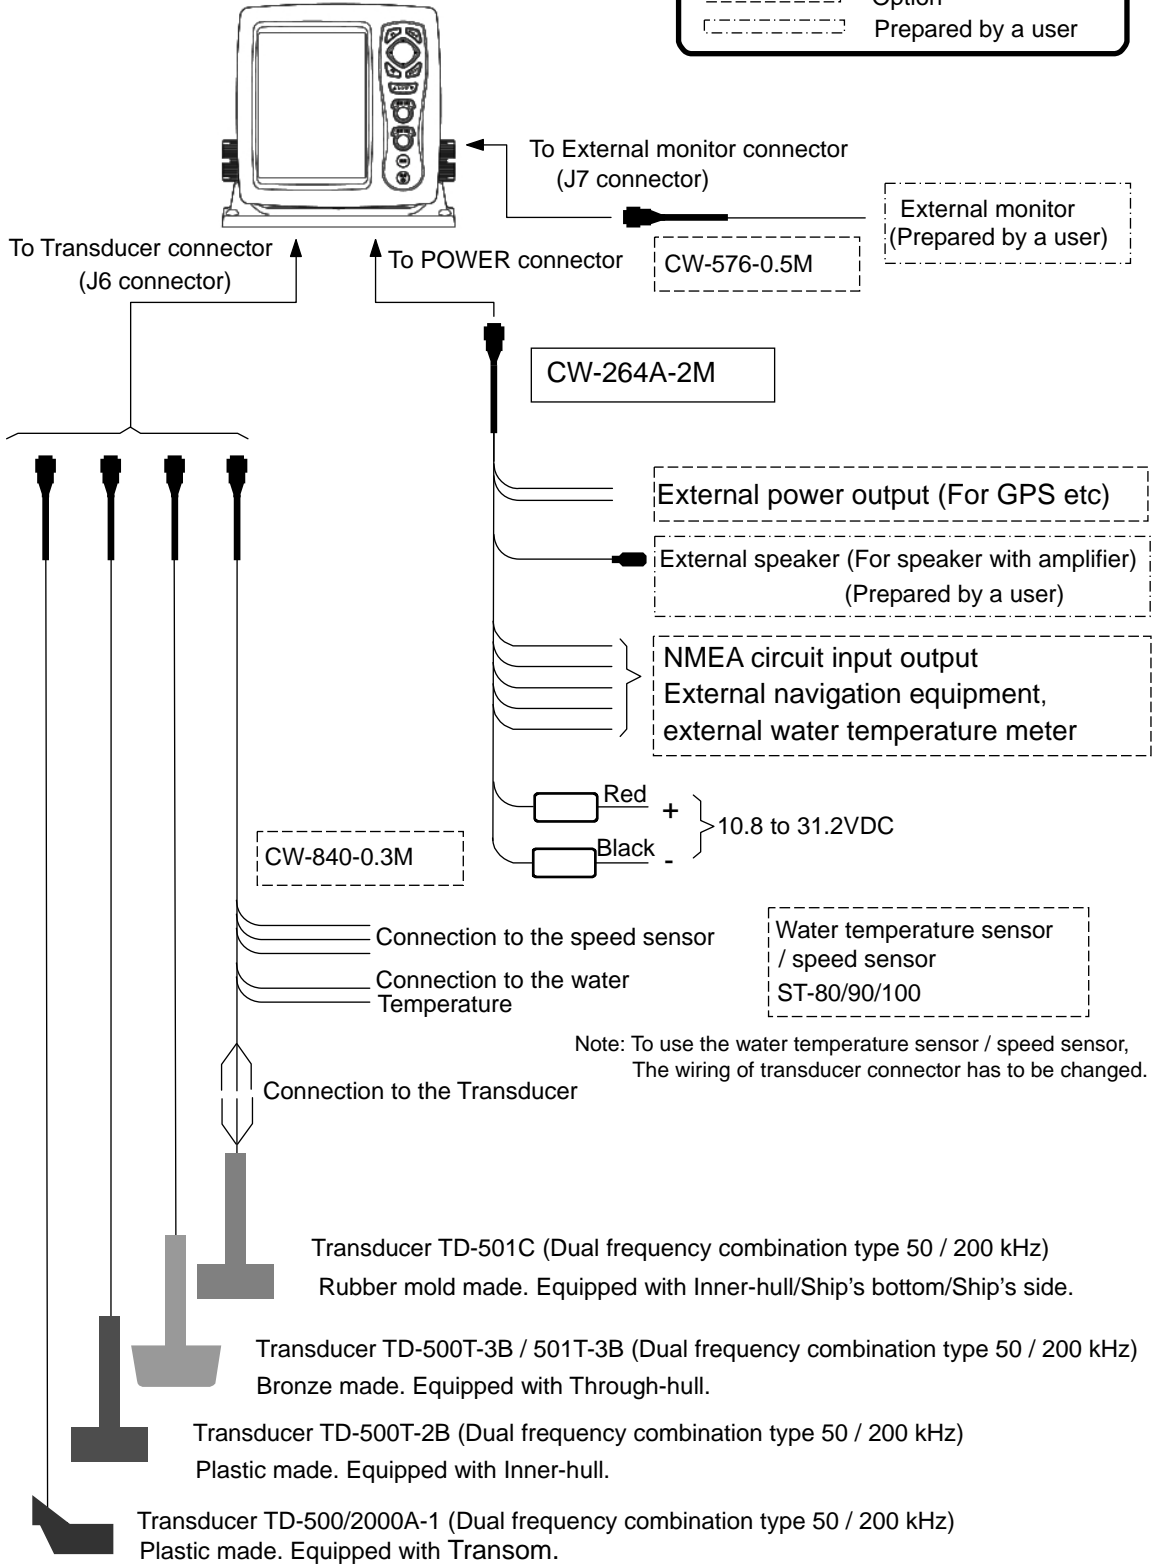 Option
Prepared by a user
To External monitor connector
(J7 connector)
External monitor
(Prepared by a user)
To Transducer connector
(J6 connector)
To POWER connector
CW-576-0.5M
CW-264A-2M
External power output (For GPS etc)
External speaker (For speaker with amplifier)
(Prepared by a user)
NMEA circuit input output
External navigation equipment,
external water temperature meter
Red
+
10.8 to 31.2VDC
Black
-
CW-840-0.3M
Connection to the speed sensor
Connection to the water
Temperature
Water temperature sensor
/ speed sensor
ST-80/90/100
Note: To use the water temperature sensor / speed sensor,
The wiring of transducer connector has to be changed.
Connection to the Transducer
Transducer TD-501C (Dual frequency combination type 50 / 200 kHz)
Rubber mold made. Equipped with Inner-hull/Ship's bottom/Ship's side.
Transducer TD-500T-3B / 501T-3B (Dual frequency combination type 50 / 200 kHz)
Bronze made. Equipped with Through-hull.
Transducer TD-500T-2B (Dual frequency combination type 50 / 200 kHz)
Plastic made. Equipped with Inner-hull.
Transducer TD-500/2000A-1 (Dual frequency combination type 50 / 200 kHz)
Plastic made. Equipped with Transom.